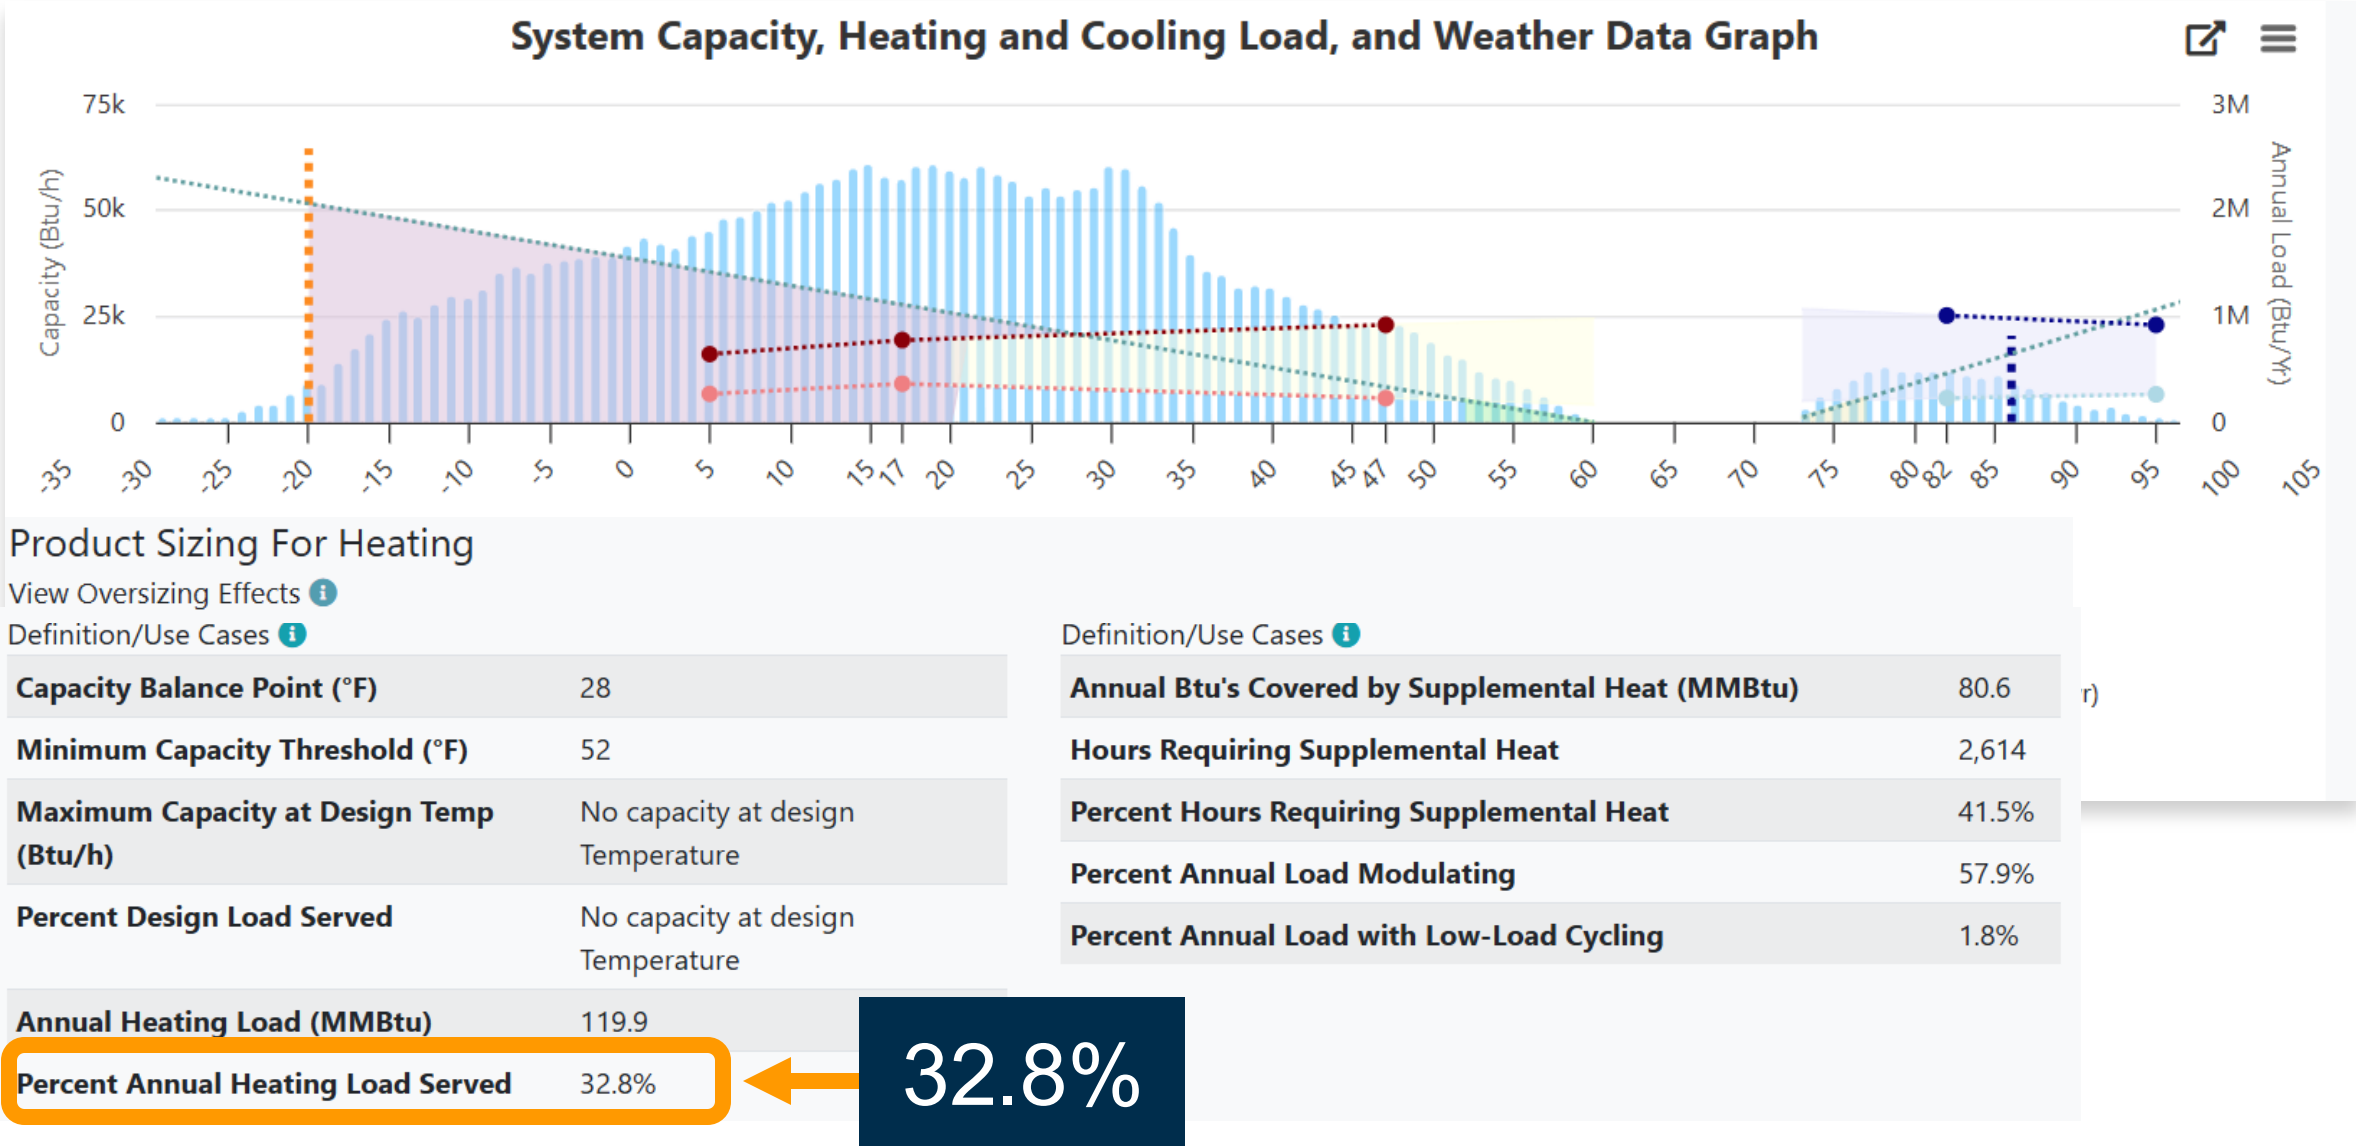 System Capacity, Heating and Cooling Load, and Weather Data Graph
75k
50k
25k
0
Capacity (Btu/h)
3M
2M
1M
0
Annual Load (Btu/Yr)
-35 -30 -25 -20 -15 -10 -5 0 5 10 15 17 20 25 30 35 40 45 47 50 55 60 65 70 75 80 82 85 90 95 100 105
Product Sizing For Heating
View Oversizing Effects i
Definition/Use Cases i
Capacity Balance Point (°F) 28
Minimum Capacity Threshold (°F) 52
Maximum Capacity at Design Temp No capacity at design
(Btu/h) Temperature
Percent Design Load Served No capacity at design
Temperature
Annual Heating Load (MMBtu) 119.9
Percent Annual Heating Load Served 32.8%
32.8%
Definition/Use Cases i
Annual Btu's Covered by Supplemental Heat (MMBtu) 80.6
r)
Hours Requiring Supplemental Heat 2,614
Percent Hours Requiring Supplemental Heat 41.5%
Percent Annual Load Modulating 57.9%
Percent Annual Load with Low-Load Cycling 1.8%